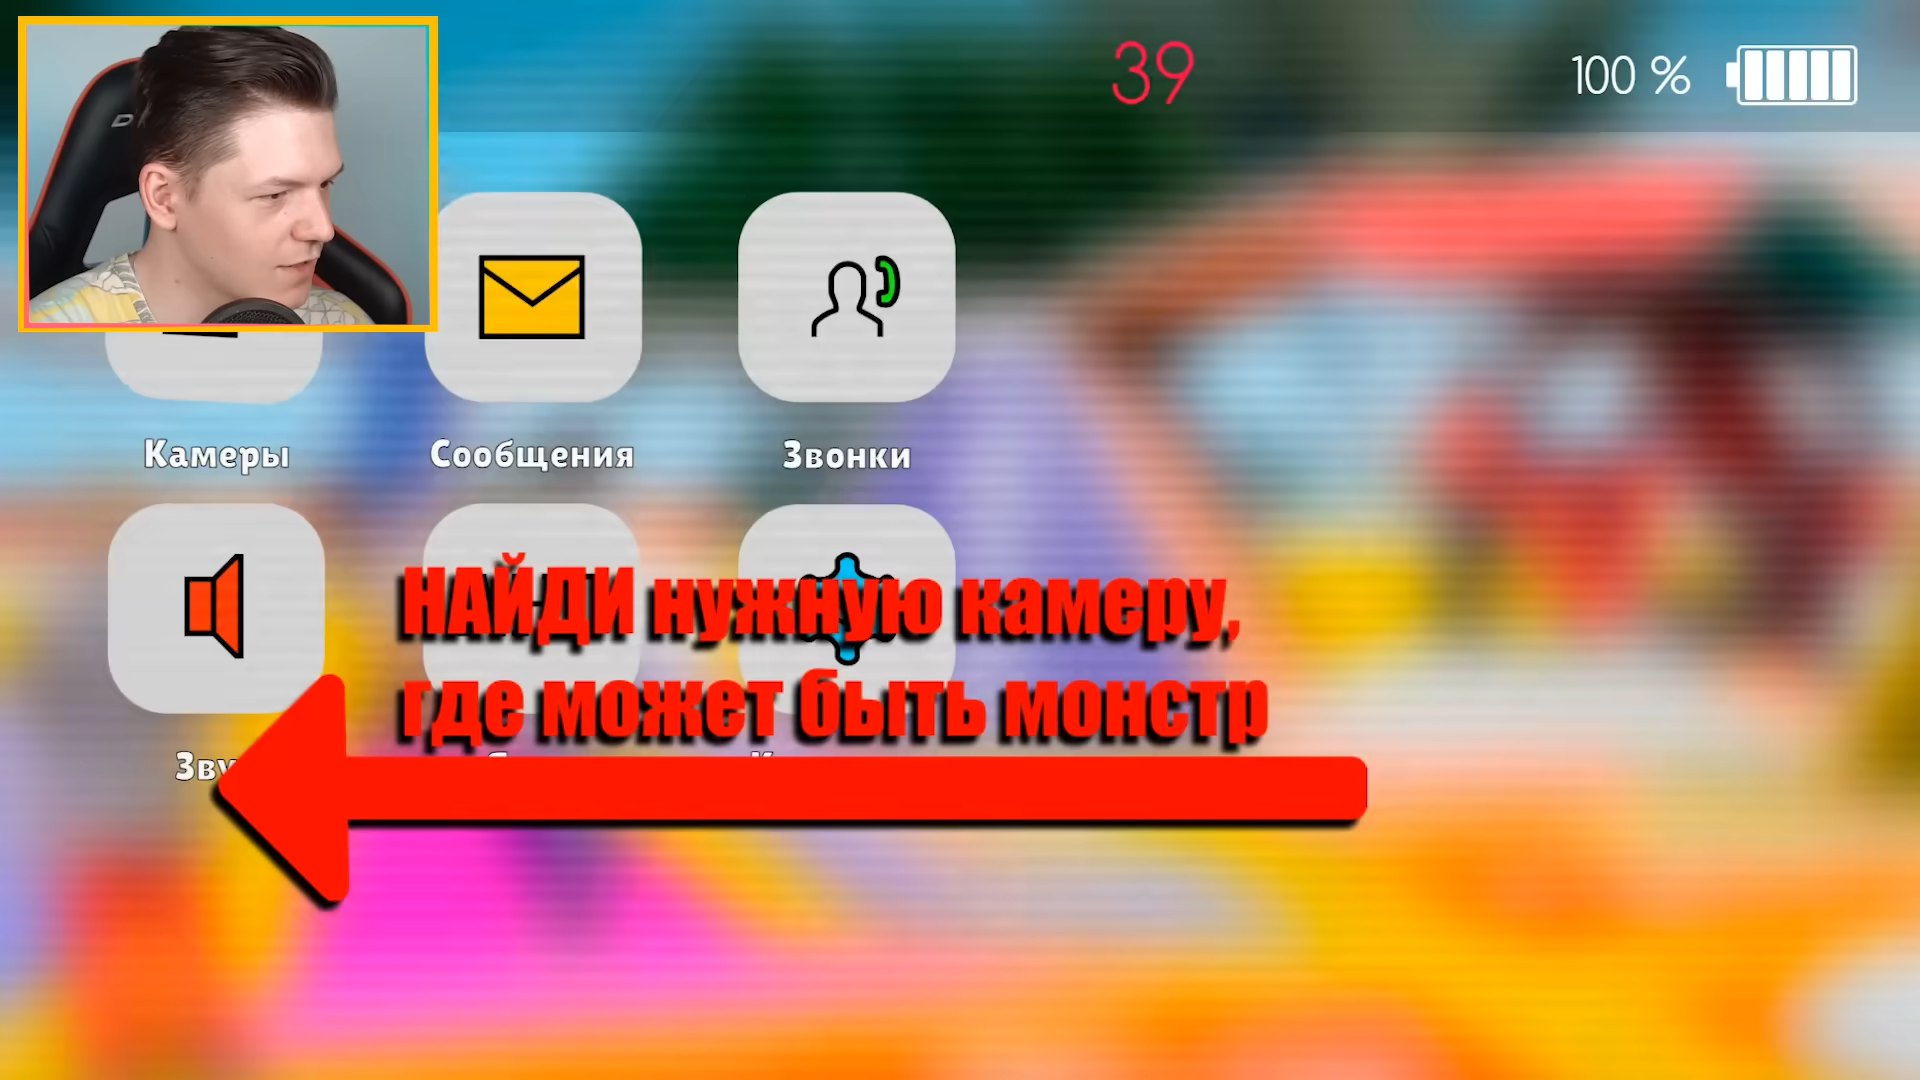 39
100 %
Камеры
Сообщения
Звонки
НАЙДИ нужную камеру,
где может быть монстр